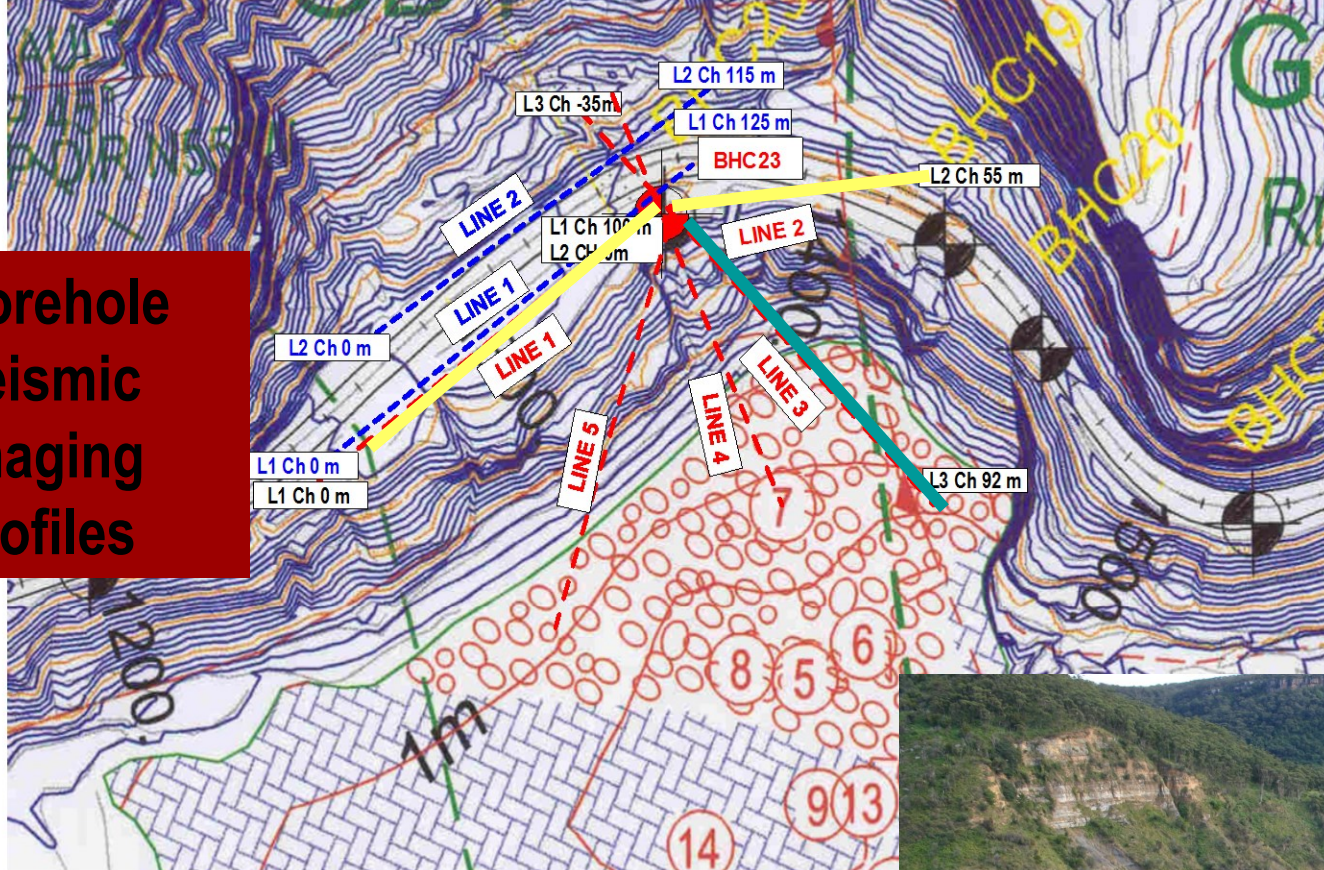 BHC19
G
L2 Ch 115 m
L3 Ch -35m
L1 Ch 125 m
BHC20
BHC23
L2 Ch 55 m
LINE 2
L1 Ch 100 m
L2 Ch 0m
LINE 2
LINE 1
orehole
eismic
aging
ofiles
L2 Ch 0 m
LINE 1
LINE 3
LINE 4
LINE 5
L1 Ch 0 m
L1 Ch 0 m
L3 Ch 92 m
7
1500.
1200.
6
8
5
1m
9
13
14